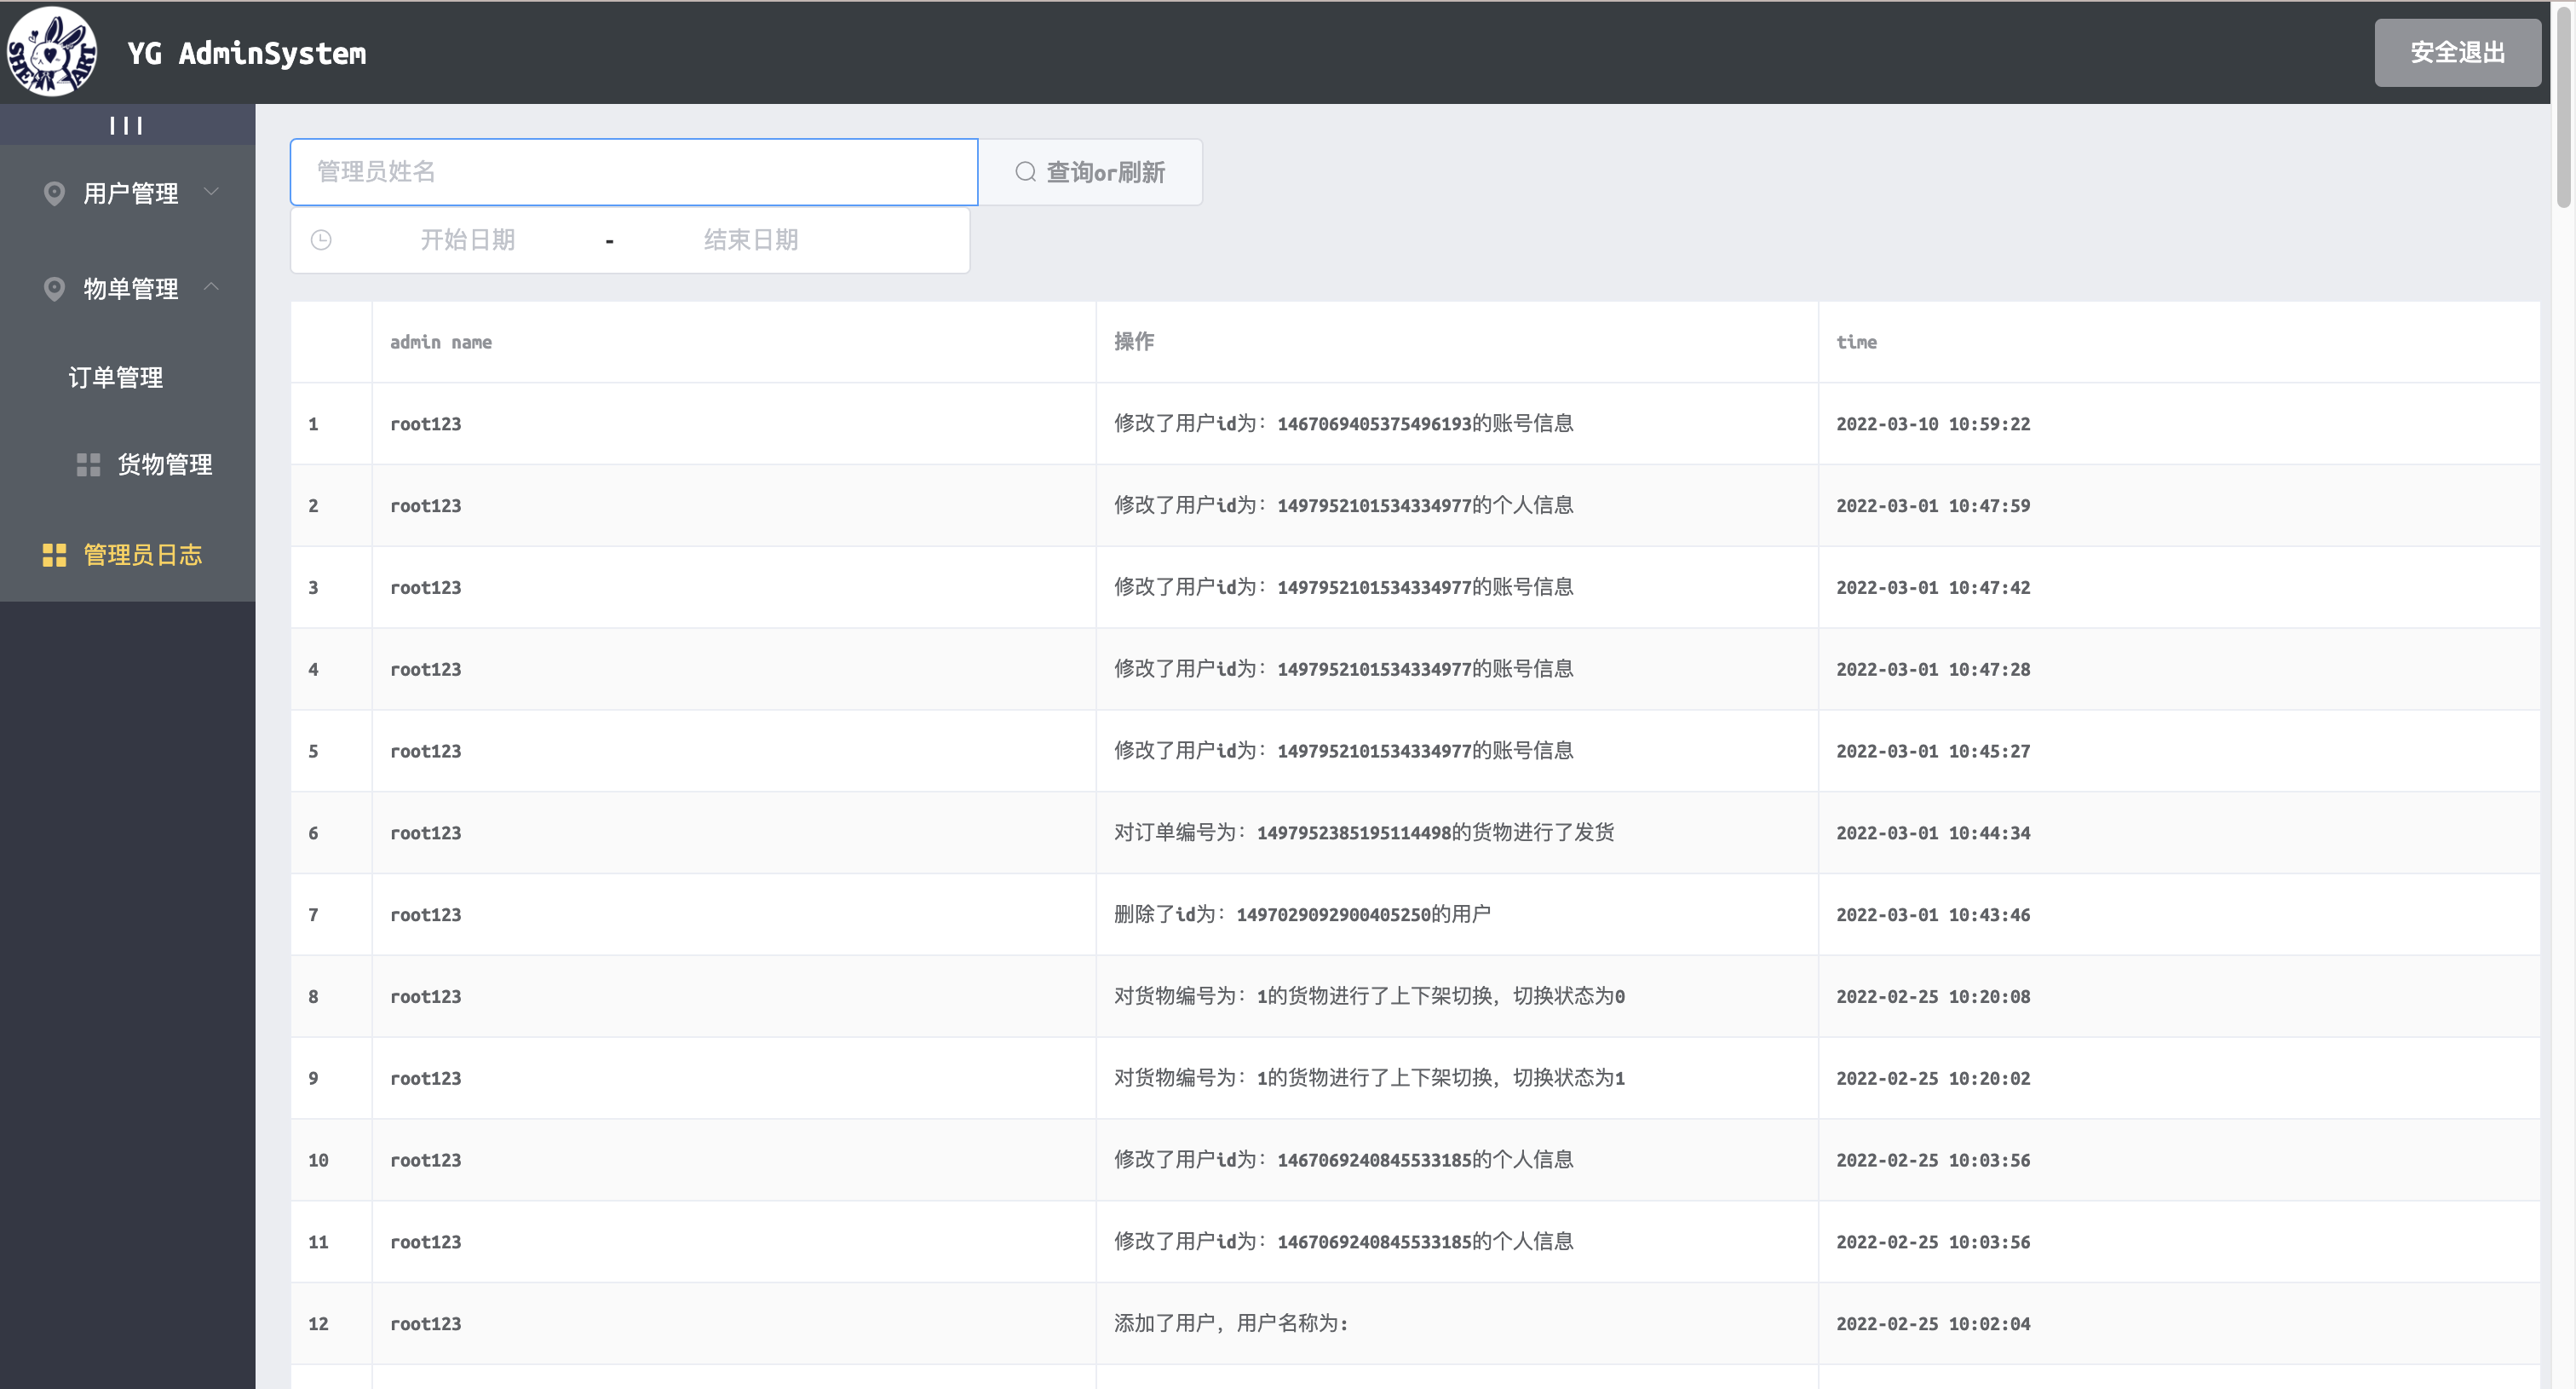 YG AdminSystem
安全退出
用户管理
物单管理
订单管理
货物管理
管理员日志
管理员姓名
查询or刷新
开始日期 - 结束日期
admin name 操作 time
1 root123 修改了用户id为：1467069405375496193的账号信息 2022-03-10 10:59:22
2 root123 修改了用户id为：1497952101534334977的个人信息 2022-03-01 10:47:59
3 root123 修改了用户id为：1497952101534334977的账号信息 2022-03-01 10:47:42
4 root123 修改了用户id为：1497952101534334977的账号信息 2022-03-01 10:47:28
5 root123 修改了用户id为：1497952101534334977的账号信息 2022-03-01 10:45:27
6 root123 对订单编号为：1497952385195114498的货物进行了发货 2022-03-01 10:44:34
7 root123 删除了id为：1497029092900405250的用户 2022-03-01 10:43:46
8 root123 对货物编号为：1的货物进行了上下架切换，切换状态为0 2022-02-25 10:20:08
9 root123 对货物编号为：1的货物进行了上下架切换，切换状态为1 2022-02-25 10:20:02
10 root123 修改了用户id为：1467069240845533185的个人信息 2022-02-25 10:03:56
11 root123 修改了用户id为：1467069240845533185的个人信息 2022-02-25 10:03:56
12 root123 添加了用户，用户名称为: 2022-02-25 10:02:04